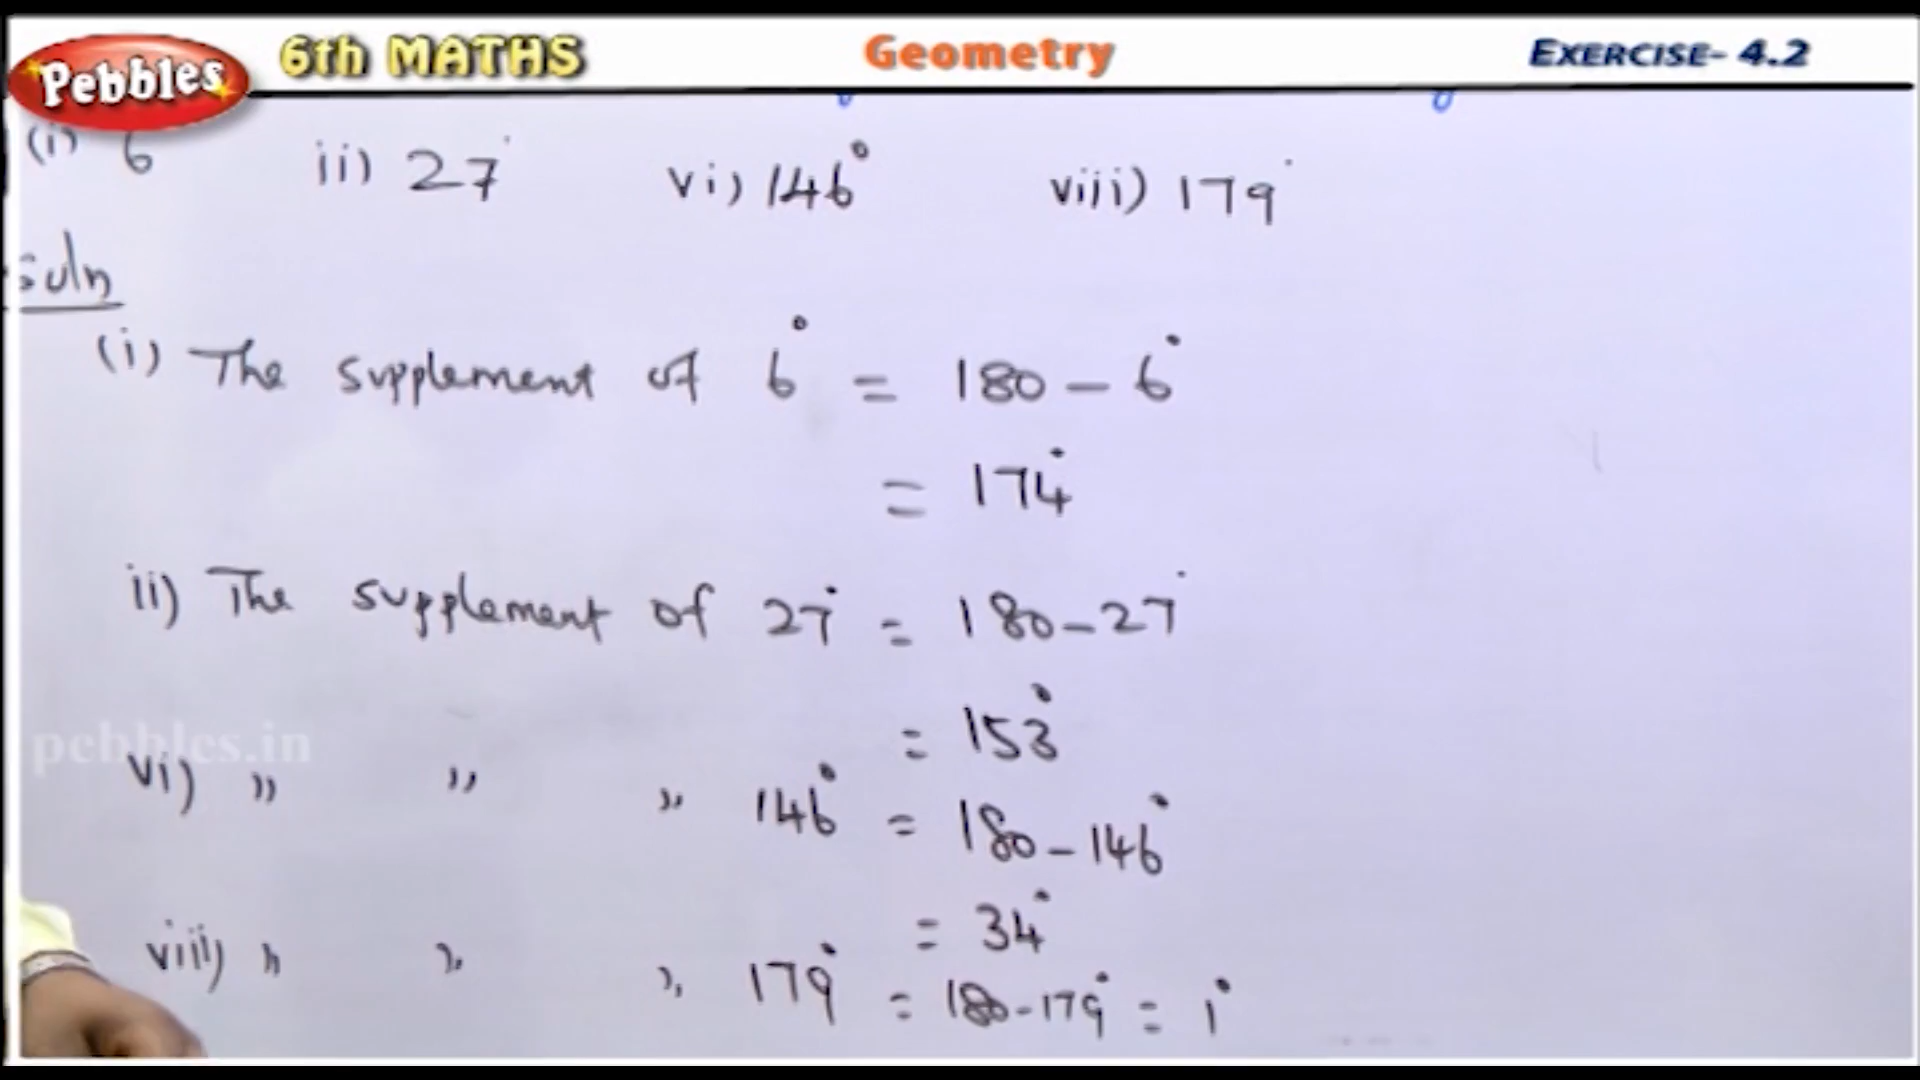 Pebbles 6th MATHS Geometry EXERCISE- 4.2
(i) 6 ii) 27° vi) 146° viii) 179°
Soln
(i) The supplement of 6° = 180 - 6°
= 174°
ii) The supplement of 27° = 180 - 27°
= 153°
vi) " " " 146° = 180 - 146°
= 34°
viii) " " " 179° = 180 - 179° = 1°
pebbles.in